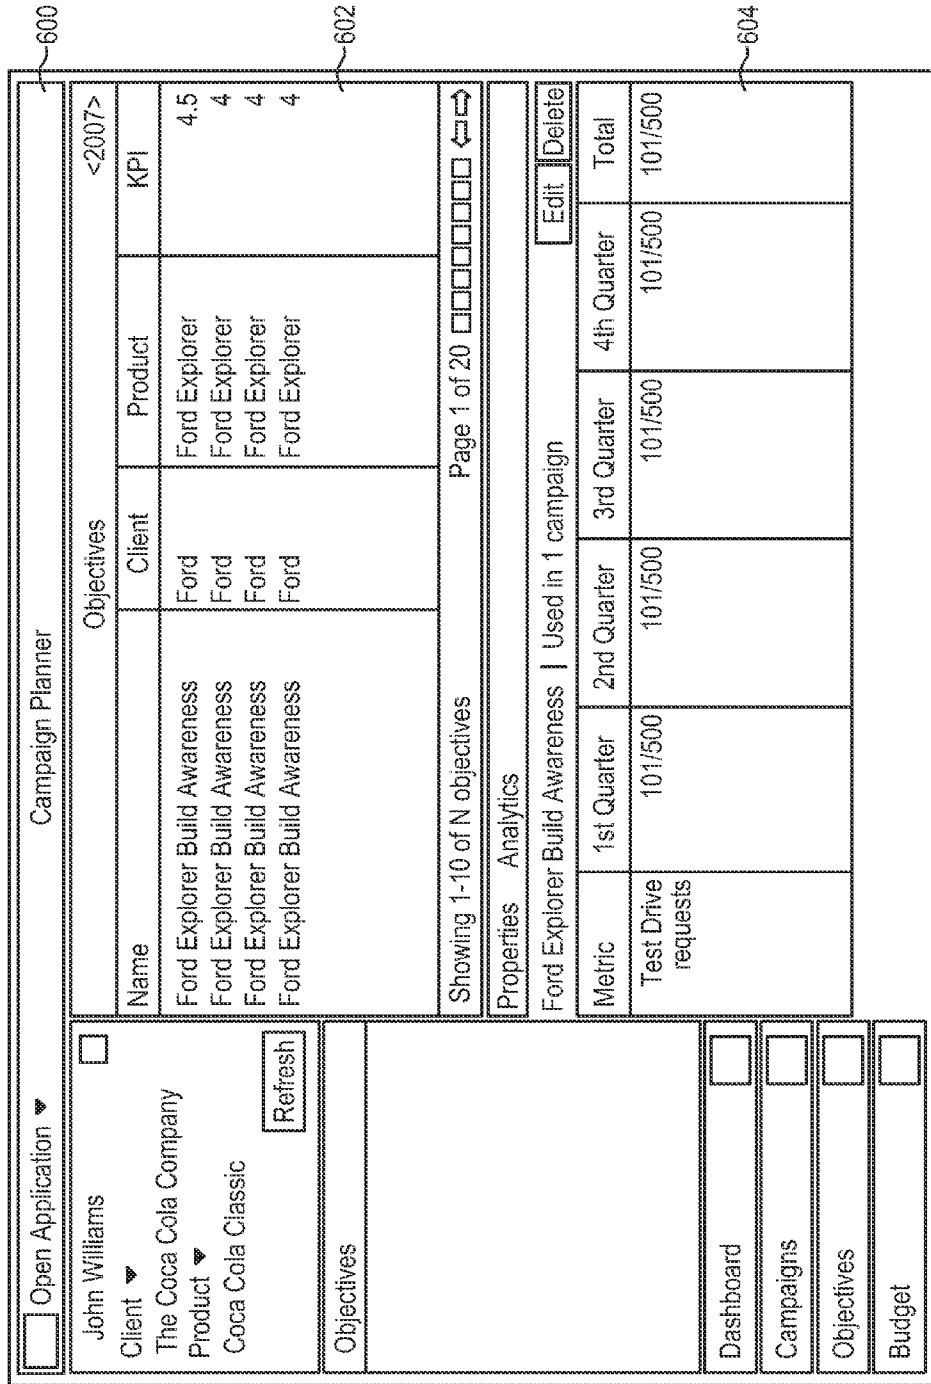 Open Application ▼ Campaign Planner 600
John Williams
Client ▼
The Coca Cola Company
Product ▼
Coca Cola Classic
Refresh
Objectives
Dashboard
Campaigns
Objectives
Budget
Objectives <2007>
Name Client Product KPI
Ford Explorer Build Awareness Ford Ford Explorer 4.5
Ford Explorer Build Awareness Ford Ford Explorer 4
Ford Explorer Build Awareness Ford Ford Explorer 4
Ford Explorer Build Awareness Ford Ford Explorer 4
602
Showing 1-10 of N objectives Page 1 of 20
Properties Analytics
Ford Explorer Build Awareness | Used in 1 campaign Edit Delete
Metric 1st Quarter 2nd Quarter 3rd Quarter 4th Quarter Total
Test Drive 101/500 101/500 101/500 101/500 101/500
requests
604